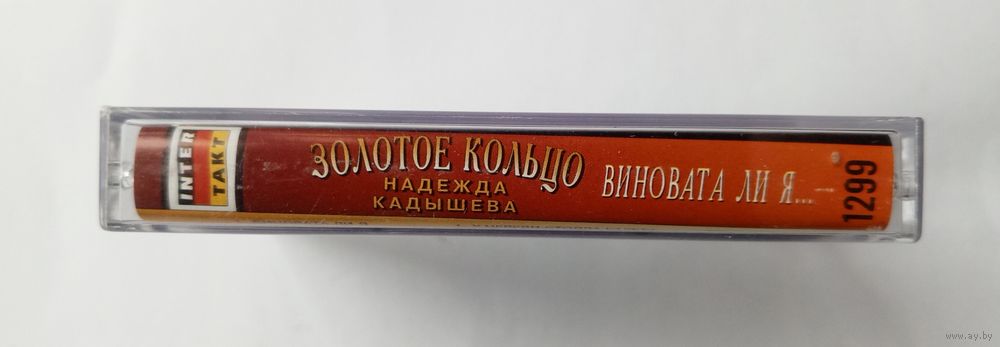 INTER
TAKT
ЗОЛОТОЕ КОЛЬЦО
НАДЕЖДА
КАДЫШЕВА
ВИНОВАТА ЛИ Я...
1299
www.ay.by